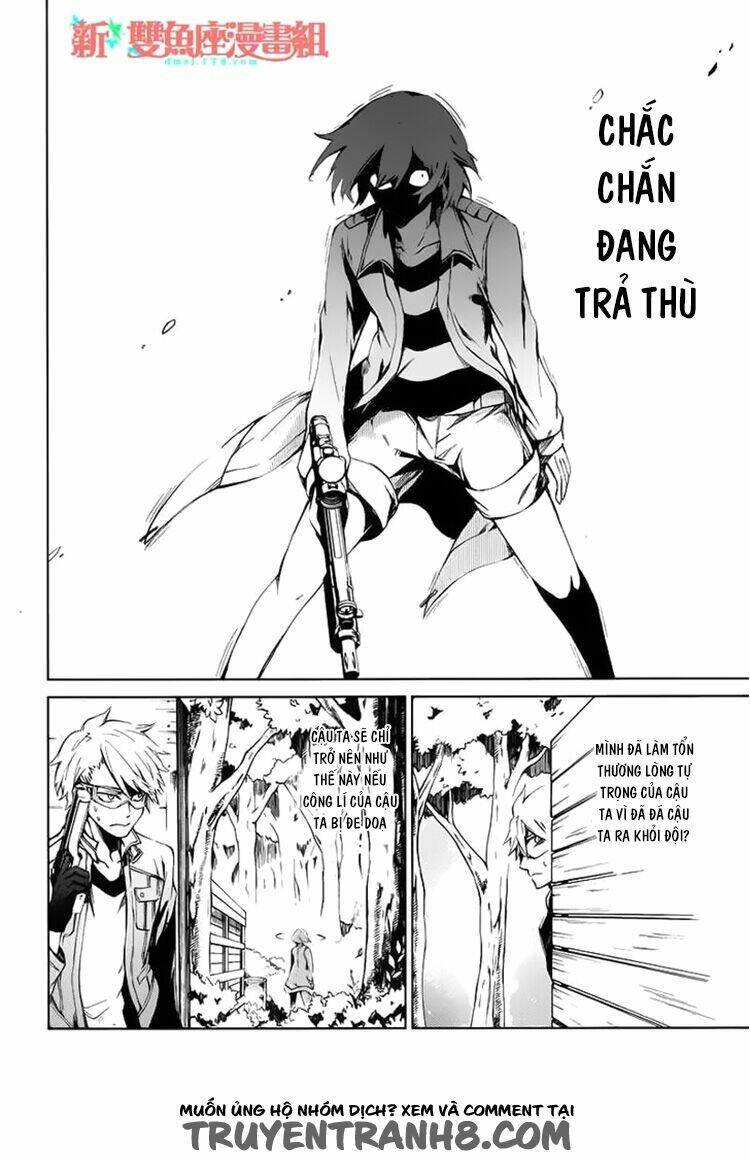 新☆雙魚座漫畫組
dmzj.178.com
CHẮC
CHẮN
ĐANG
TRẢ THÙ
MÌNH ĐÃ LÀM TỔN
THƯƠNG LÒNG TỰ
TRỌNG CỦA CẬU
TA VÌ ĐÃ ĐÁ CẬU
TA RA KHỎI ĐỘI?
CẬU TA SẼ CHỈ
TRỞ NÊN NHƯ
THẾ NÀY NẾU
CÔNG LÍ CỦA CẬU
TA BỊ ĐE DOẠ
MUỐN ỦNG HỘ NHÓM DỊCH? XEM VÀ COMMENT TẠI
TRUYENTRANH8.COM